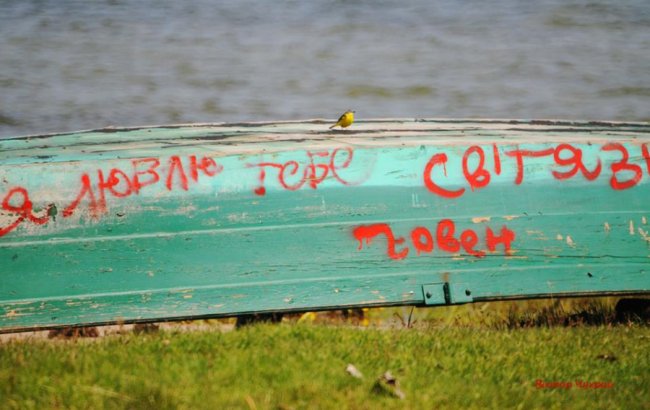 я люблю тебе Світязь
човен